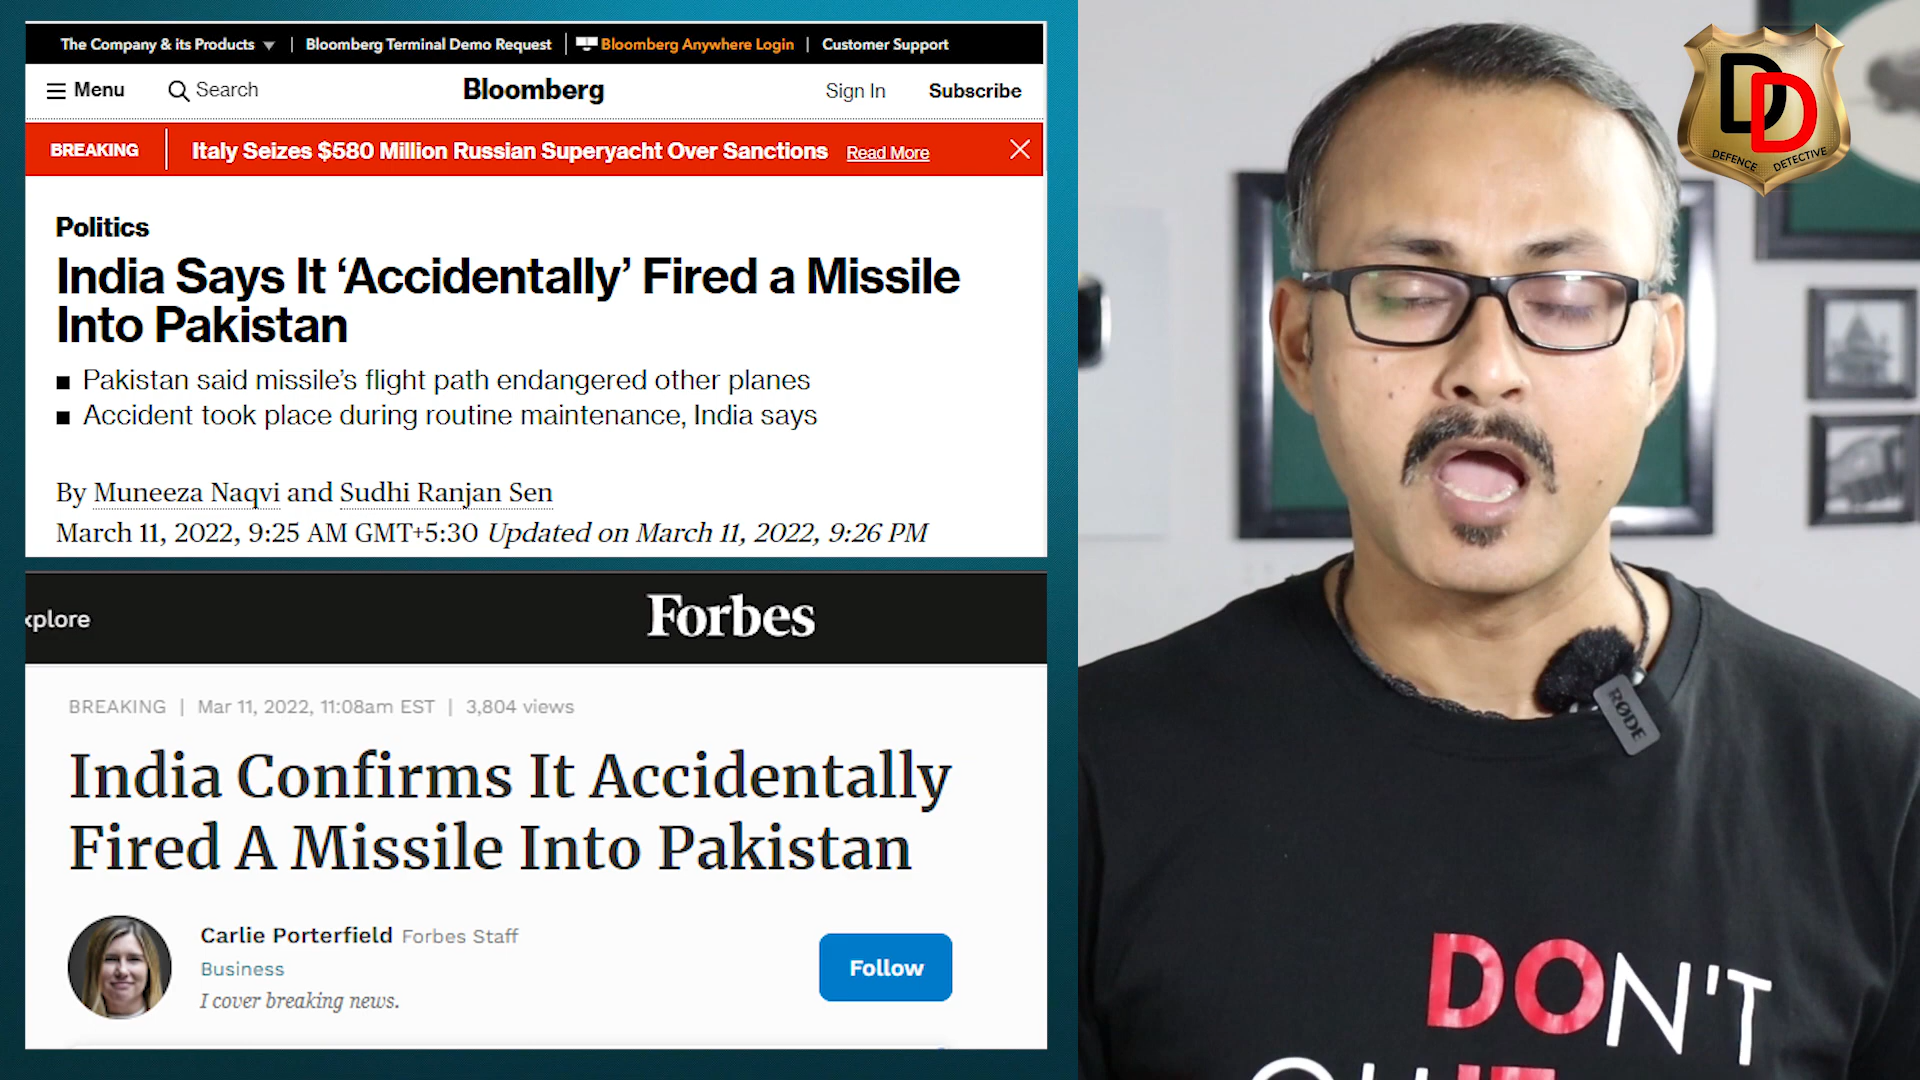 The Company & its Products
Bloomberg Terminal Demo Request
Bloomberg Anywhere Login
Customer Support
Menu
Search
Bloomberg
Sign In
Subscribe
BREAKING
Italy Seizes $580 Million Russian Superyacht Over Sanctions
Read More
Politics
India Says It ‘Accidentally’ Fired a Missile
Into Pakistan
Pakistan said missile's flight path endangered other planes
Accident took place during routine maintenance, India says
By Muneeza Naqvi and Sudhi Ranjan Sen
March 11, 2022, 9:25 AM GMT+5:30 Updated on March 11, 2022, 9:26 PM
xplore
Forbes
BREAKING | Mar 11, 2022, 11:08am EST | 3,804 views
India Confirms It Accidentally
Fired A Missile Into Pakistan
Carlie Porterfield Forbes Staff
Business
I cover breaking news.
Follow
DD
DEFENCE DETECTIVE
RØDE
DON'T